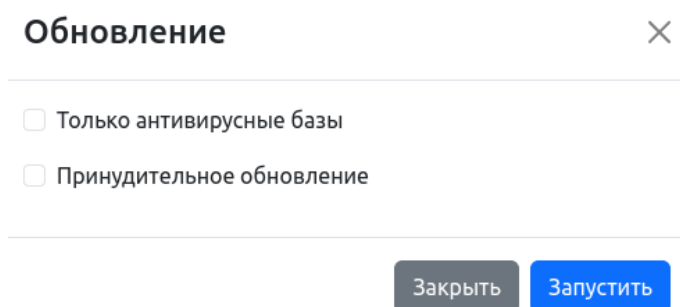 Обновление
Только антивирусные базы
Принудительное обновление
Закрыть Запустить